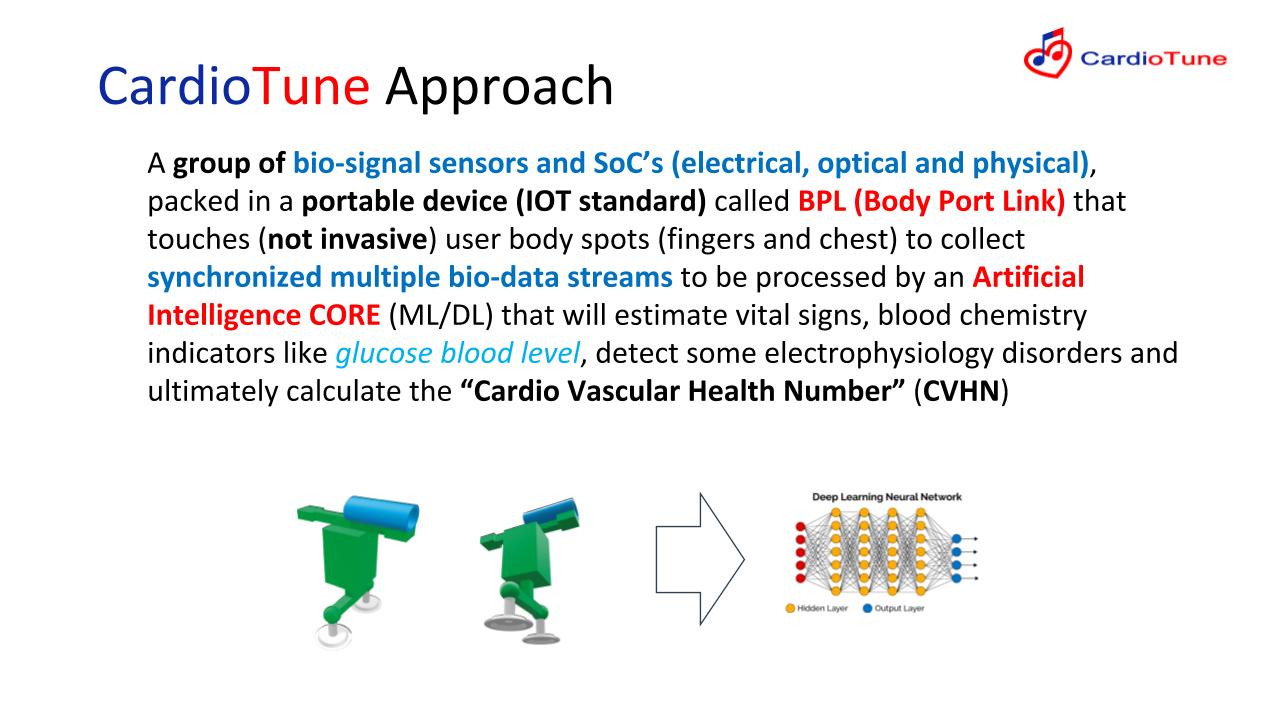 CardioTune
CardioTune Approach
A group of bio-signal sensors and SoC’s (electrical, optical and physical),
packed in a portable device (IOT standard) called BPL (Body Port Link) that
touches (not invasive) user body spots (fingers and chest) to collect
synchronized multiple bio-data streams to be processed by an Artificial
Intelligence CORE (ML/DL) that will estimate vital signs, blood chemistry
indicators like glucose blood level, detect some electrophysiology disorders and
ultimately calculate the “Cardio Vascular Health Number” (CVHN)
Deep Learning Neural Network
Hidden Layer Output Layer